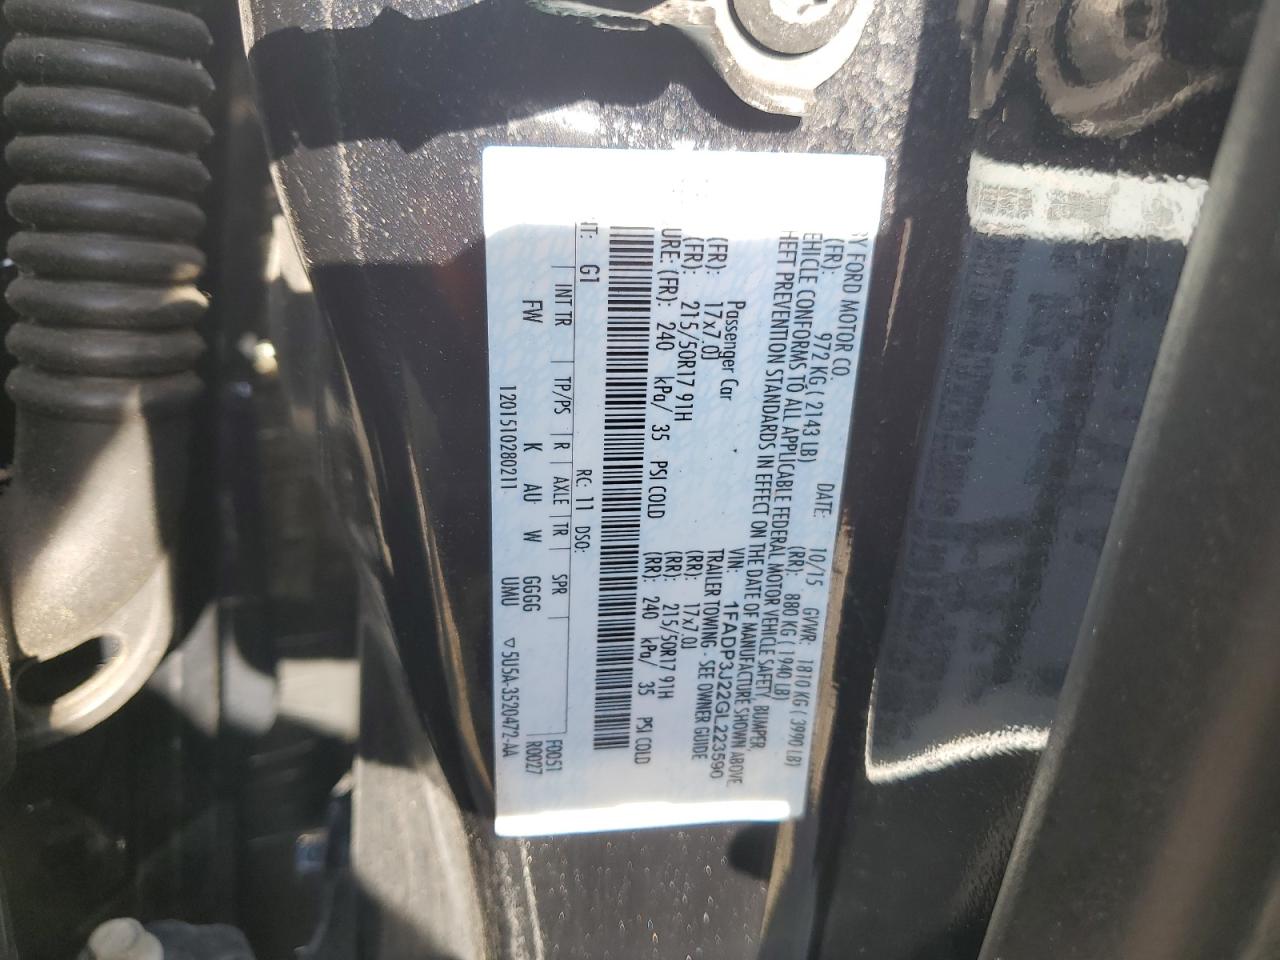 BY FORD MOTOR CO.
DATE: 10/15 GVWR: 1810 KG ( 3990 LB)
(FR): 972 KG ( 2143 LB) (RR): 880 KG ( 1940 LB)
VEHICLE CONFORMS TO ALL APPLICABLE FEDERAL MOTOR VEHICLE SAFETY, BUMPER,
THEFT PREVENTION STANDARDS IN EFFECT ON THE DATE OF MANUFACTURE SHOWN ABOVE.
VIN: 1FADP3J22GL223590
Passenger Car TRAILER TOWING - SEE OWNER GUIDE
(FR): 17x7.0J (RR): 17x7.0J
(FR): 215/50R17 91H (RR): 215/50R17 91H
URE: (FR): 240 kPa/ 35 PSI COLD (RR): 240 kPa/ 35 PSI COLD
NT: G1 RC: 11 DSO: F0051
INT TR TP/PS R AXLE TR SPR R0027
FW K AU W GGGG
1201510280211 UMU ▽5U5A-3520472-AA